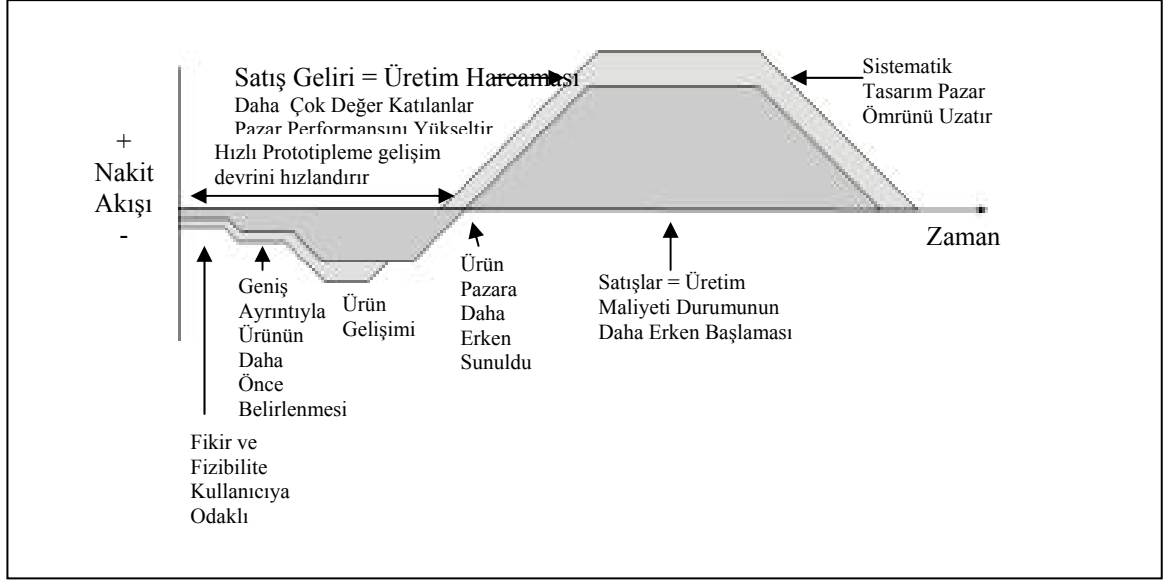 Satış Geliri = Üretim Harcaması
Daha Çok Değer Katılanlar
Pazar Performansını Yükseltir
Hızlı Prototipleme gelişim
devrini hızlandırır
Sistematik
Tasarım Pazar
Ömrünü Uzatır
+
Nakit
Akışı
-
Zaman
Geniş
Ayrıntıyla
Ürünün
Daha
Önce
Belirlenmesi
Ürün
Gelişimi
Ürün
Pazara
Daha
Erken
Sunuldu
Satışlar = Üretim
Maliyeti Durumunun
Daha Erken Başlaması
Fikir ve
Fizibilite
Kullanıcıya
Odaklı